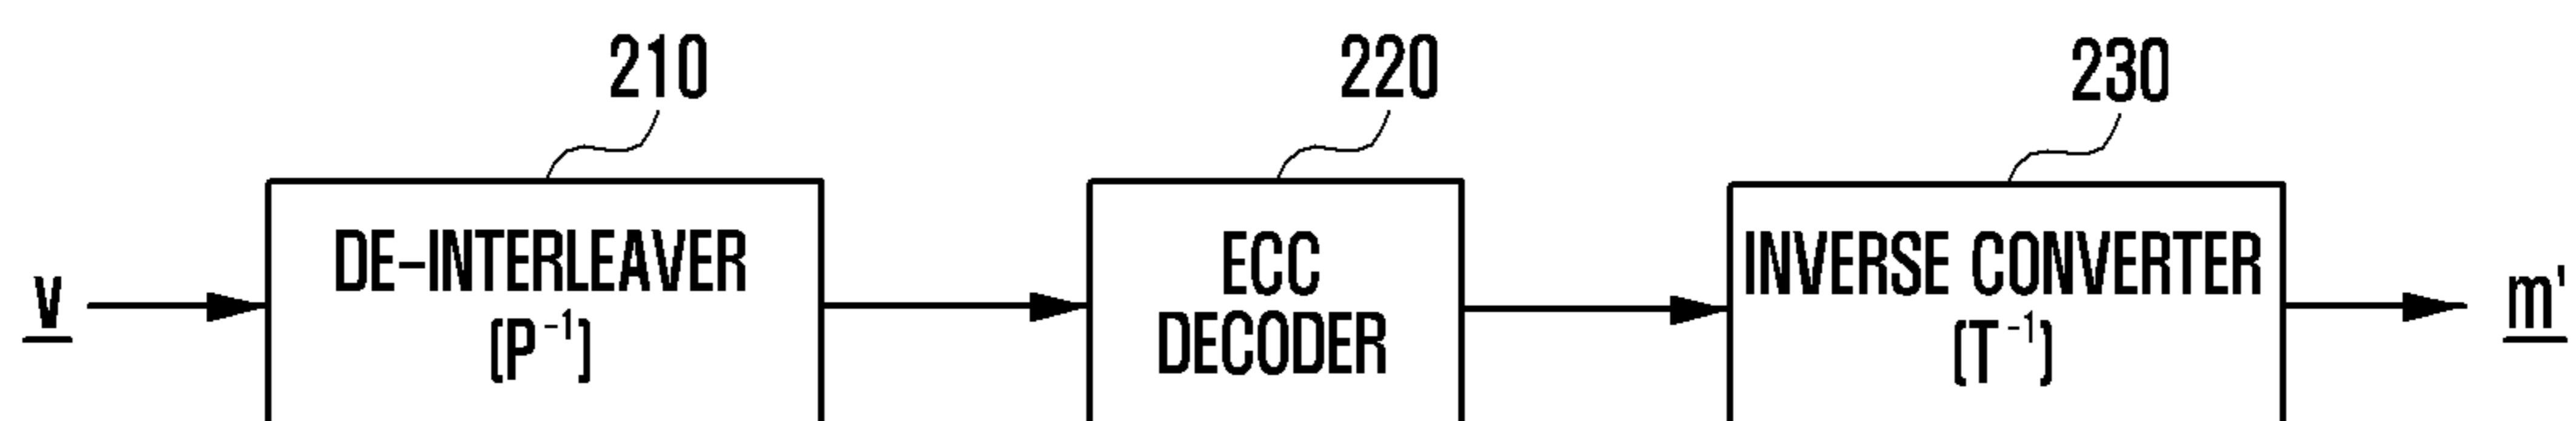 210
220
230
v
DE-INTERLEAVER
(P⁻¹)
ECC
DECODER
INVERSE CONVERTER
(T⁻¹)
m'